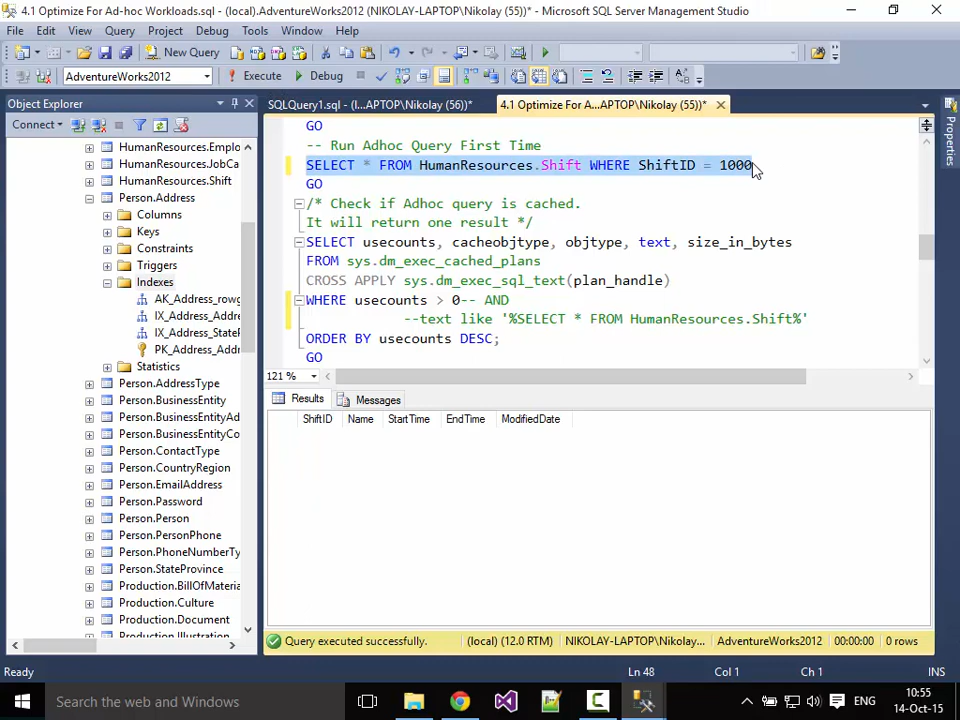 4.1 Optimize For Ad-hoc Workloads.sql - (local).AdventureWorks2012 (NIKOLAY-LAPTOP\Nikolay (55))* - Microsoft SQL Server Management Studio
File Edit View Query Project Debug Tools Window Help
New Query
AdventureWorks2012 Execute Debug
Object Explorer
SQLQuery1.sql - (l...APTOP\Nikolay (56))*
4.1 Optimize For A...APTOP\Nikolay (55))*
Properties
Connect
HumanResources.Emplo
HumanResources.JobCa
HumanResources.Shift
Person.Address
Columns
Keys
Constraints
Triggers
Indexes
AK_Address_rowg
IX_Address_Addr
IX_Address_StateP
PK_Address_Addr
Statistics
Person.AddressType
Person.BusinessEntity
Person.BusinessEntityAd
Person.BusinessEntityCo
Person.ContactType
Person.CountryRegion
Person.EmailAddress
Person.Password
Person.Person
Person.PersonPhone
Person.PhoneNumberTy
Person.StateProvince
Production.BillOfMateria
Production.Culture
Production.Document
Production.Illustration
GO
-- Run Adhoc Query First Time
SELECT * FROM HumanResources.Shift WHERE ShiftID = 1000
GO
/* Check if Adhoc query is cached.
It will return one result */
SELECT usecounts, cacheobjtype, objtype, text, size_in_bytes
FROM sys.dm_exec_cached_plans
CROSS APPLY sys.dm_exec_sql_text(plan_handle)
WHERE usecounts > 0-- AND
--text like '%SELECT * FROM HumanResources.Shift%'
ORDER BY usecounts DESC;
GO
121 %
Results Messages
ShiftID Name StartTime EndTime ModifiedDate
Query executed successfully. (local) (12.0 RTM) NIKOLAY-LAPTOP\Nikolay... AdventureWorks2012 00:00:00 0 rows
Ready Ln 48 Col 1 Ch 1 INS
Search the web and Windows
ENG
10:55
14-Oct-15